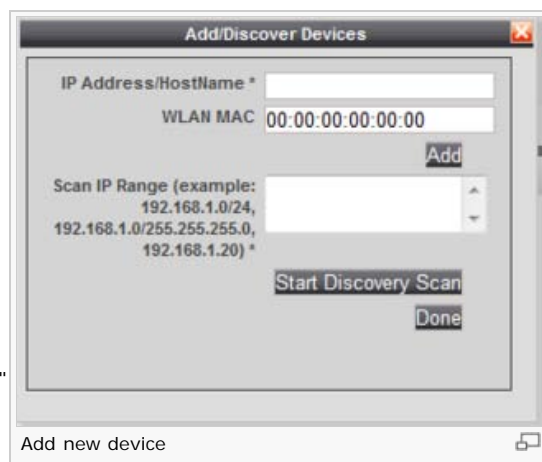 Add/Discover Devices
IP Address/HostName *
WLAN MAC 00:00:00:00:00:00
Add
Scan IP Range (example:
192.168.1.0/24,
192.168.1.0/255.255.255.0,
192.168.1.20) *
Start Discovery Scan
Done
"
Add new device